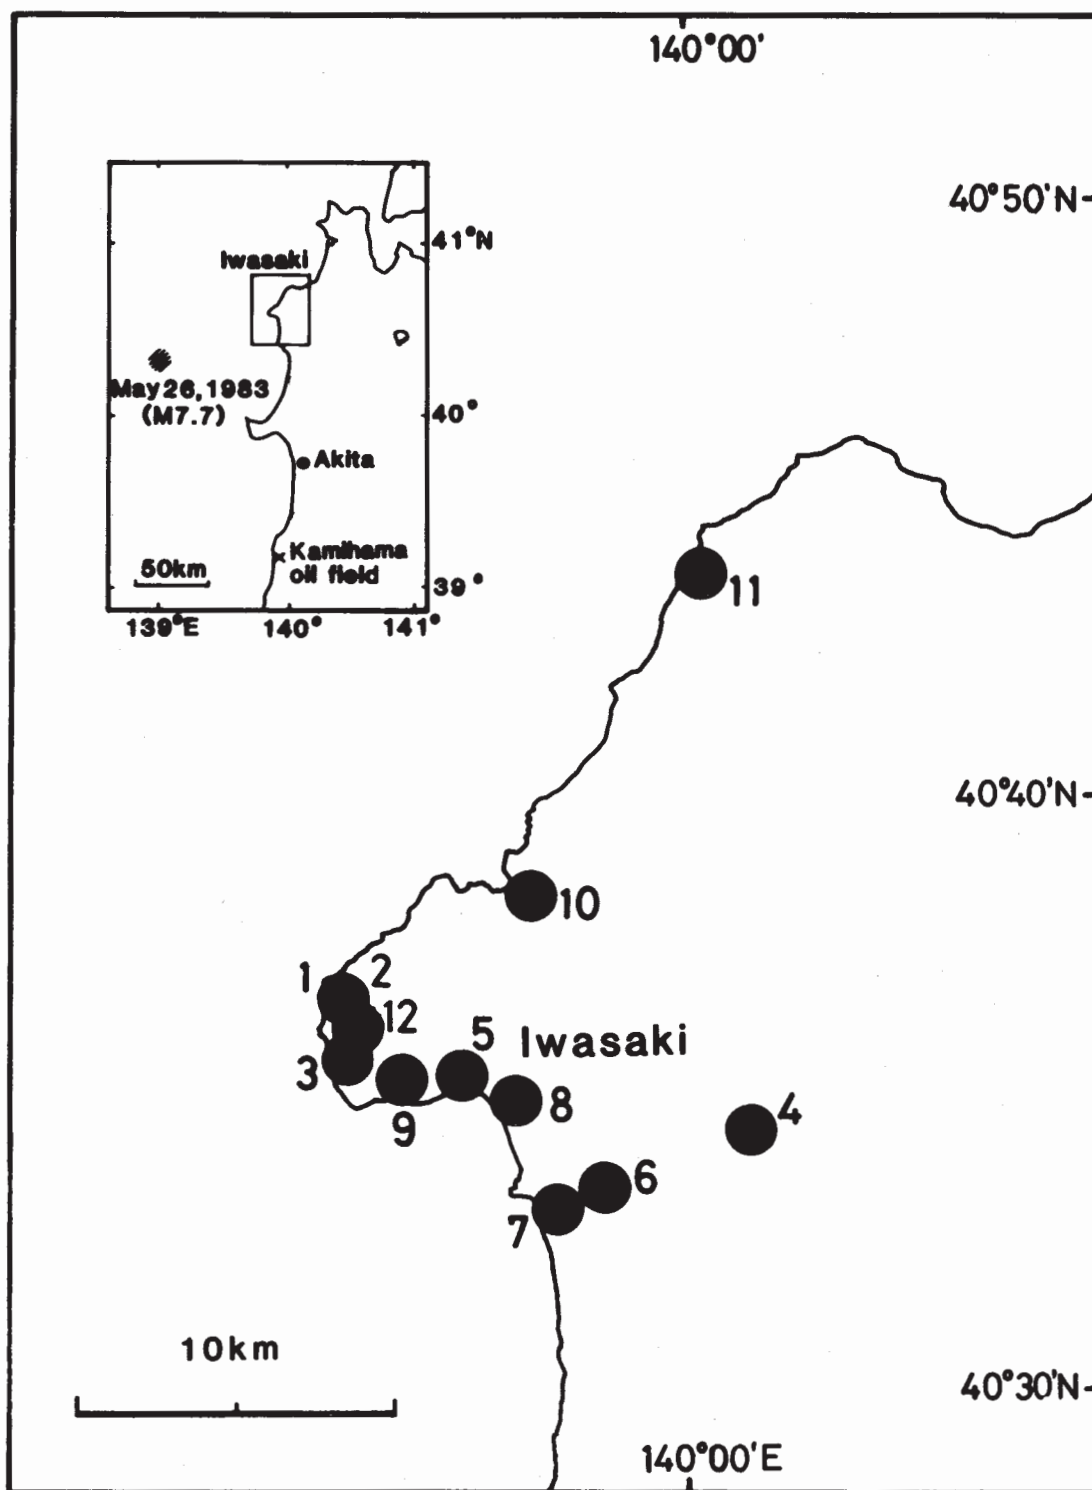 140°00'
40°50'N
Iwasaki
41°N
May 26, 1983
(M7.7)
40°
Akita
Kamihama
oil field
50km
39°
139°E
140°
141°
11
40°40'N
10
1
2
12
5
Iwasaki
3
9
8
4
6
7
10km
40°30'N
140°00'E